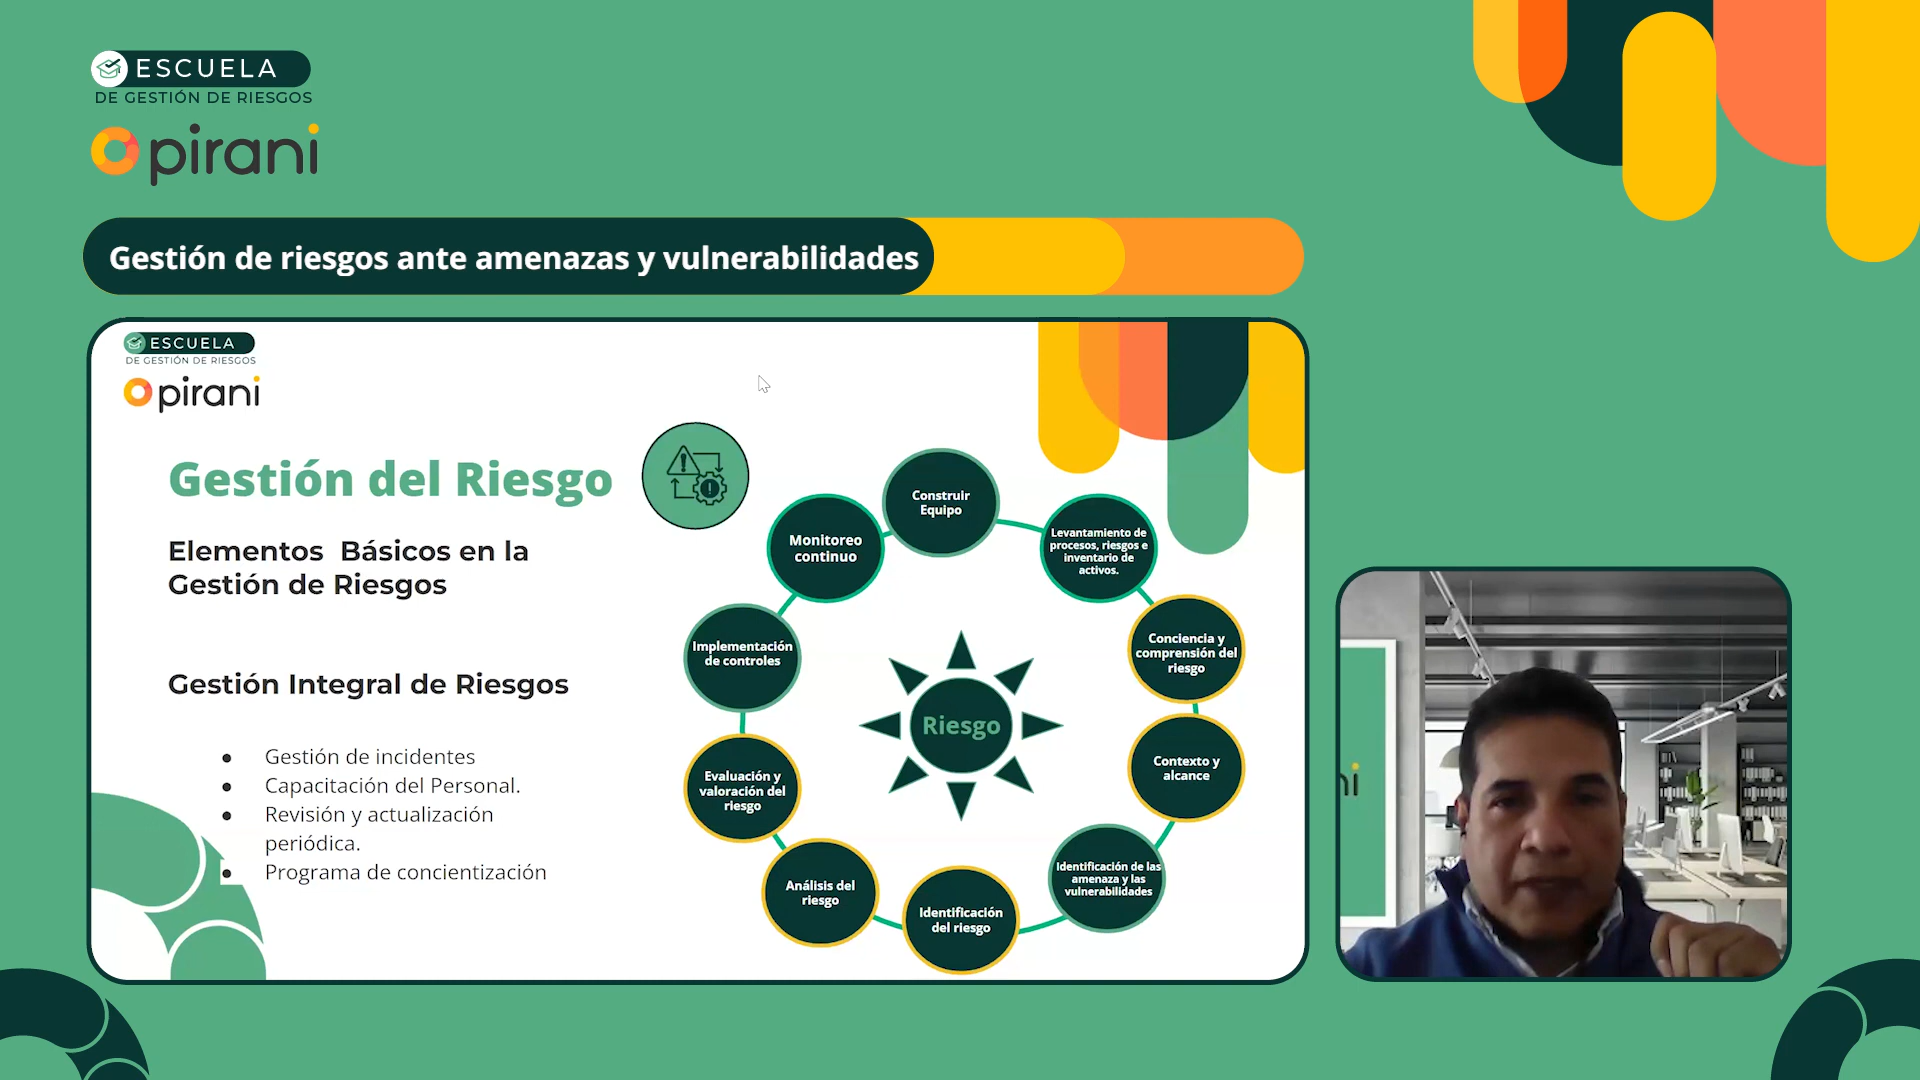 ESCUELA
DE GESTIÓN DE RIESGOS
pirani
Gestión de riesgos ante amenazas y vulnerabilidades
ESCUELA
DE GESTIÓN DE RIESGOS
pirani
Gestión del Riesgo
Elementos Básicos en la
Gestión de Riesgos
Gestión Integral de Riesgos
● Gestión de incidentes
● Capacitación del Personal.
● Revisión y actualización
periódica.
● Programa de concientización
Construir
Equipo
Levantamiento de
procesos, riesgos e
inventario de
activos.
Conciencia y
comprensión del
riesgo
Contexto y
alcance
Identificación de las
amenaza y las
vulnerabilidades
Identificación
del riesgo
Análisis del
riesgo
Evaluación y
valoración del
riesgo
Implementación
de controles
Monitoreo
continuo
Riesgo
ni